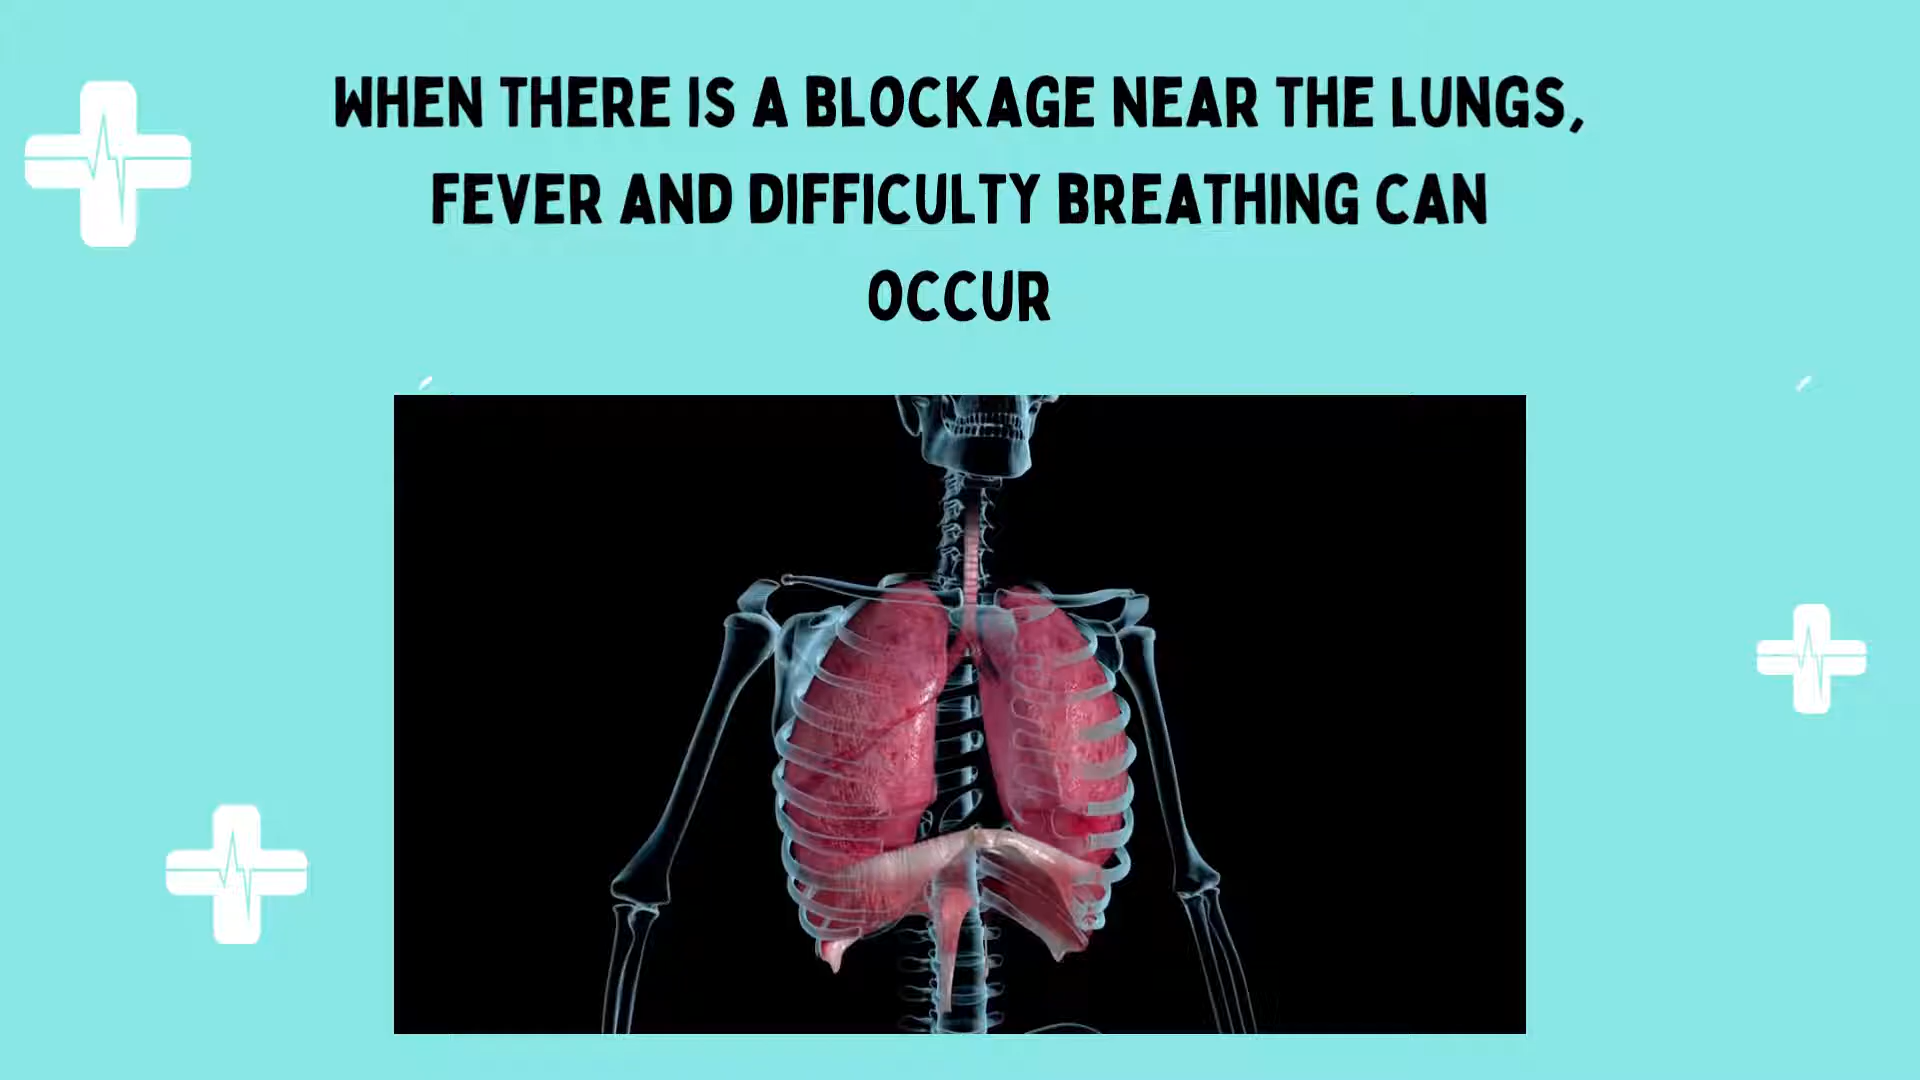 WHEN THERE IS A BLOCKAGE NEAR THE LUNGS,
FEVER AND DIFFICULTY BREATHING CAN
OCCUR